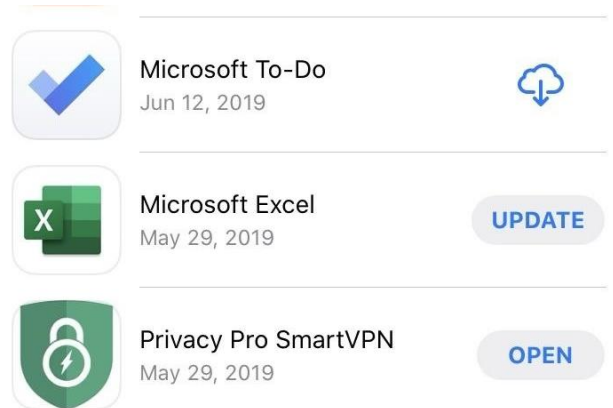 Microsoft To-Do
Jun 12, 2019
X
Microsoft Excel
May 29, 2019
UPDATE
Privacy Pro SmartVPN
May 29, 2019
OPEN